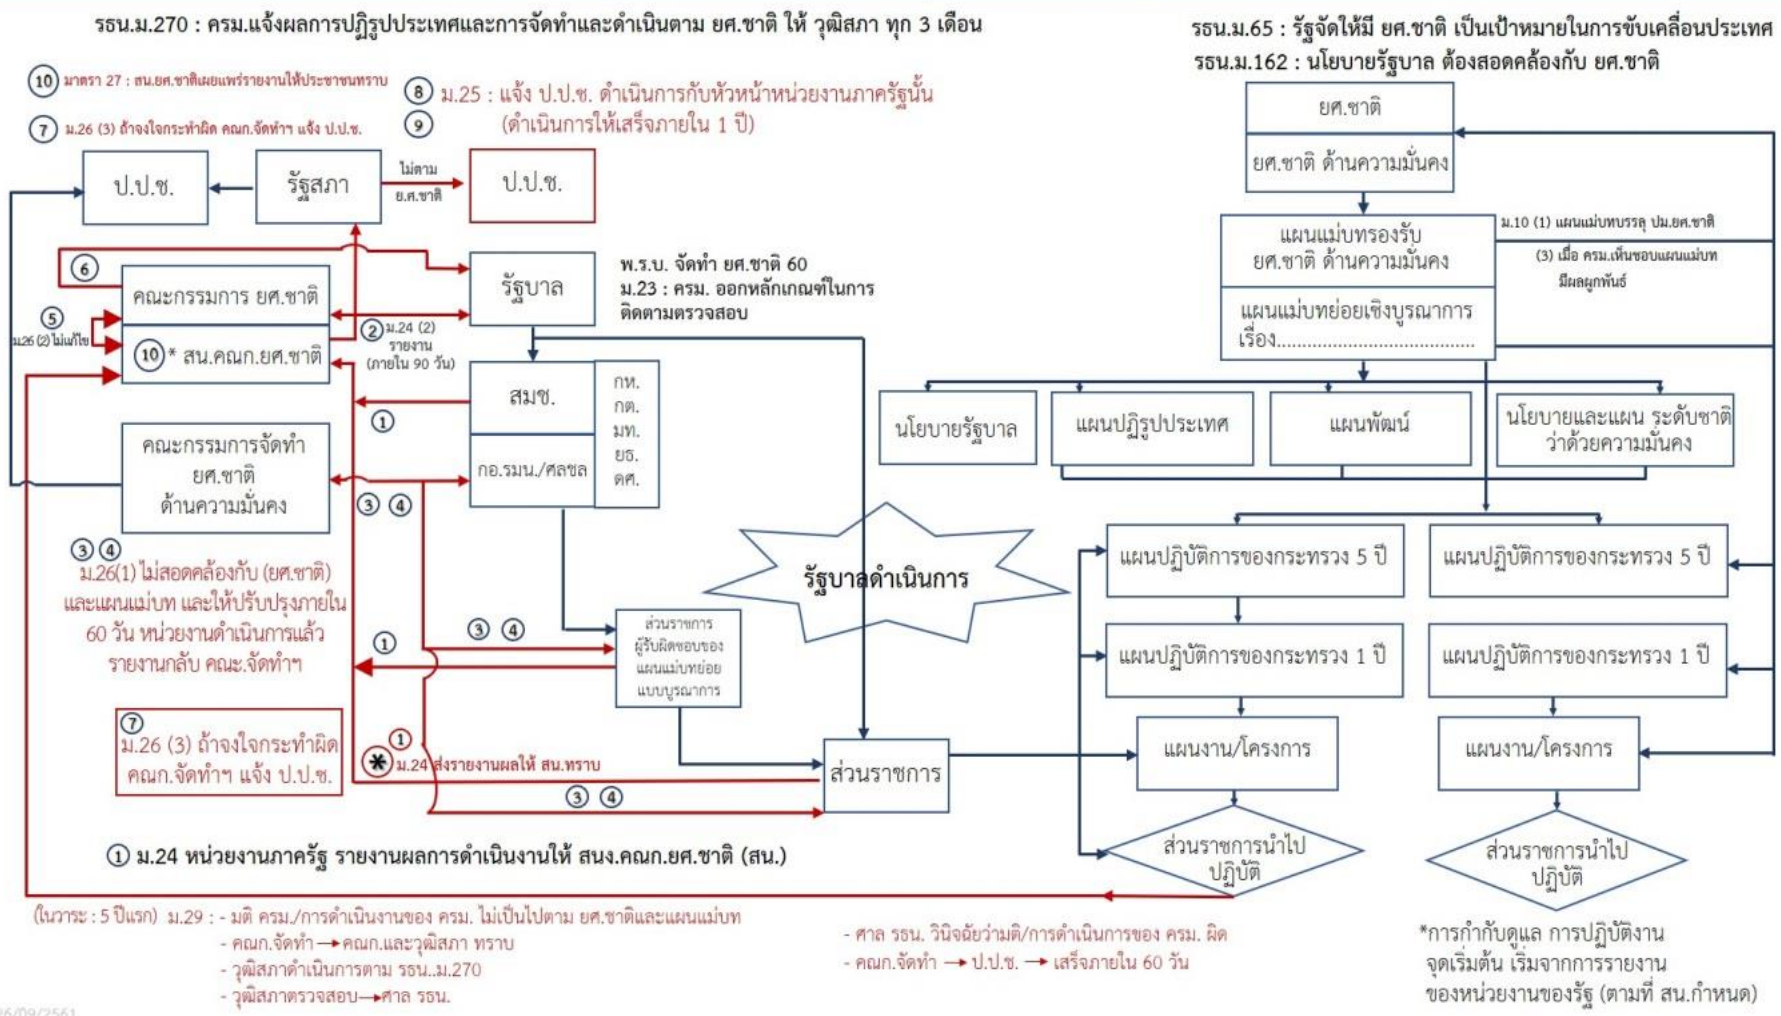 รธน.ม.270 : ครม.แจ้งผลการปฏิรูปประเทศและการจัดทำและดำเนินตาม ยศ.ชาติ ให้ วุฒิสภา ทุก 3 เดือน
รธน.ม.65 : รัฐจัดให้มี ยศ.ชาติ เป็นเป้าหมายในการขับเคลื่อนประเทศ
รธน.ม.162 : นโยบายรัฐบาล ต้องสอดคล้องกับ ยศ.ชาติ
10 มาตรา 27 : สน.ยศ.ชาติเผยแพร่รายงานให้ประชาชนทราบ
7 ม.26 (3) ถ้าจงใจกระทำผิด คณก.จัดทำฯ แจ้ง ป.ป.ช.
8 ม.25 : แจ้ง ป.ป.ช. ดำเนินการกับหัวหน้าหน่วยงานภาครัฐนั้น
9 (ดำเนินการให้เสร็จภายใน 1 ปี)
ป.ป.ช.
รัฐสภา
ไม่ตาม
ย.ศ.ชาติ
ป.ป.ช.
6
คณะกรรมการ ยศ.ชาติ
5
ม.26 (2) ไม่แก้ไข
10 * สน.คณก.ยศ.ชาติ
2 ม.24 (2)
รายงาน
(ภายใน 90 วัน)
รัฐบาล
พ.ร.บ. จัดทำ ยศ.ชาติ 60
ม.23 : ครม. ออกหลักเกณฑ์ในการ
ติดตามตรวจสอบ
สมช.
กอ.รมน./ศลชล
กห.
กต.
มท.
ยธ.
ดศ.
1
คณะกรรมการจัดทำ
ยศ.ชาติ
ด้านความมั่นคง
3 4
3 4
ม.26(1) ไม่สอดคล้องกับ (ยศ.ชาติ)
และแผนแม่บท และให้ปรับปรุงภายใน
60 วัน หน่วยงานดำเนินการแล้ว
รายงานกลับ คณะ.จัดทำฯ
1
3 4
ส่วนราชการ
ผู้รับผิดชอบของ
แผนแม่บทย่อย
แบบบูรณาการ
7
ม.26 (3) ถ้าจงใจกระทำผิด
คณก.จัดทำฯ แจ้ง ป.ป.ช.
1
* ม.24 ส่งรายงานผลให้ สน.ทราบ
3 4
ส่วนราชการ
รัฐบาลดำเนินการ
ยศ.ชาติ
ยศ.ชาติ ด้านความมั่นคง
แผนแม่บทรองรับ
ยศ.ชาติ ด้านความมั่นคง
แผนแม่บทย่อยเชิงบูรณาการ
เรื่อง.......................................
ม.10 (1) แผนแม่บทบรรลุ ปม.ยศ.ชาติ
(3) เมื่อ ครม.เห็นชอบแผนแม่บท
มีผลผูกพันธ์
นโยบายรัฐบาล
แผนปฏิรูปประเทศ
แผนพัฒน์
นโยบายและแผน ระดับชาติ
ว่าด้วยความมั่นคง
แผนปฏิบัติการของกระทรวง 5 ปี
แผนปฏิบัติการของกระทรวง 5 ปี
แผนปฏิบัติการของกระทรวง 1 ปี
แผนปฏิบัติการของกระทรวง 1 ปี
แผนงาน/โครงการ
แผนงาน/โครงการ
ส่วนราชการนำไป
ปฏิบัติ
ส่วนราชการนำไป
ปฏิบัติ
1 ม.24 หน่วยงานภาครัฐ รายงานผลการดำเนินงานให้ สนง.คณก.ยศ.ชาติ (สน.)
(ในวาระ : 5 ปีแรก) ม.29 : - มติ ครม./การดำเนินงานของ ครม. ไม่เป็นไปตาม ยศ.ชาติและแผนแม่บท
- คณก.จัดทำ → คณก.และวุฒิสภา ทราบ
- วุฒิสภาดำเนินการตาม รธน..ม.270
- วุฒิสภาตรวจสอบ→ศาล รธน.
- ศาล รธน. วินิจฉัยว่ามติ/การดำเนินการของ ครม. ผิด
- คณก.จัดทำ → ป.ป.ช. → เสร็จภายใน 60 วัน
*การกำกับดูแล การปฏิบัติงาน
จุดเริ่มต้น เริ่มจากการรายงาน
ของหน่วยงานของรัฐ (ตามที่ สน.กำหนด)